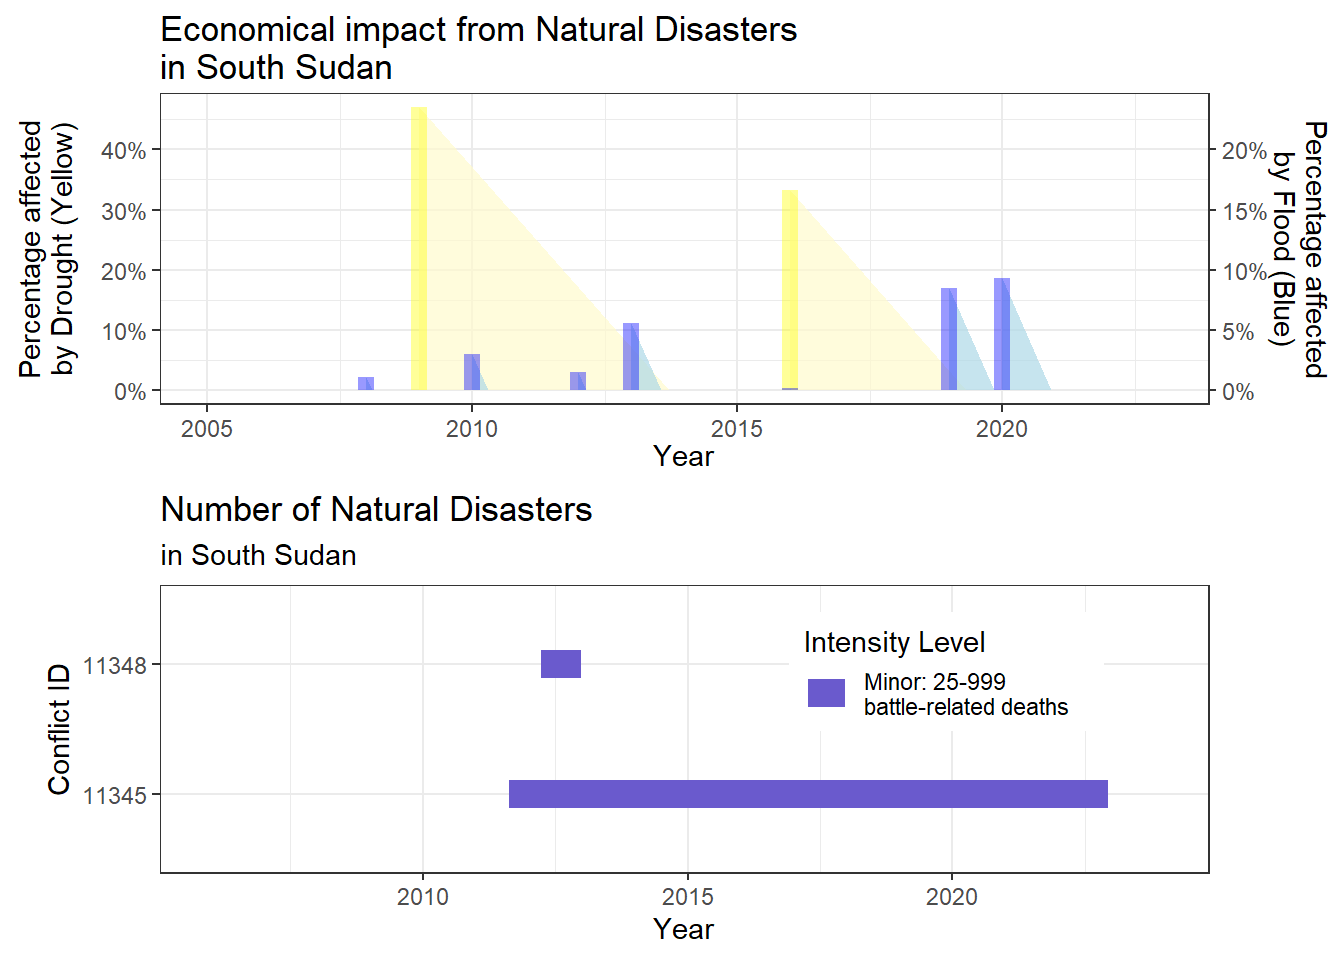 Economical impact from Natural Disasters
in South Sudan
Percentage affected
by Drought (Yellow)
40%
30%
20%
10%
0%
20%
15%
10%
5%
0%
Percentage affected
by Flood (Blue)
2005
2010
2015
2020
Year
Number of Natural Disasters
in South Sudan
Conflict ID
11348
11345
Intensity Level
Minor: 25-999
battle-related deaths
2010
2015
2020
Year